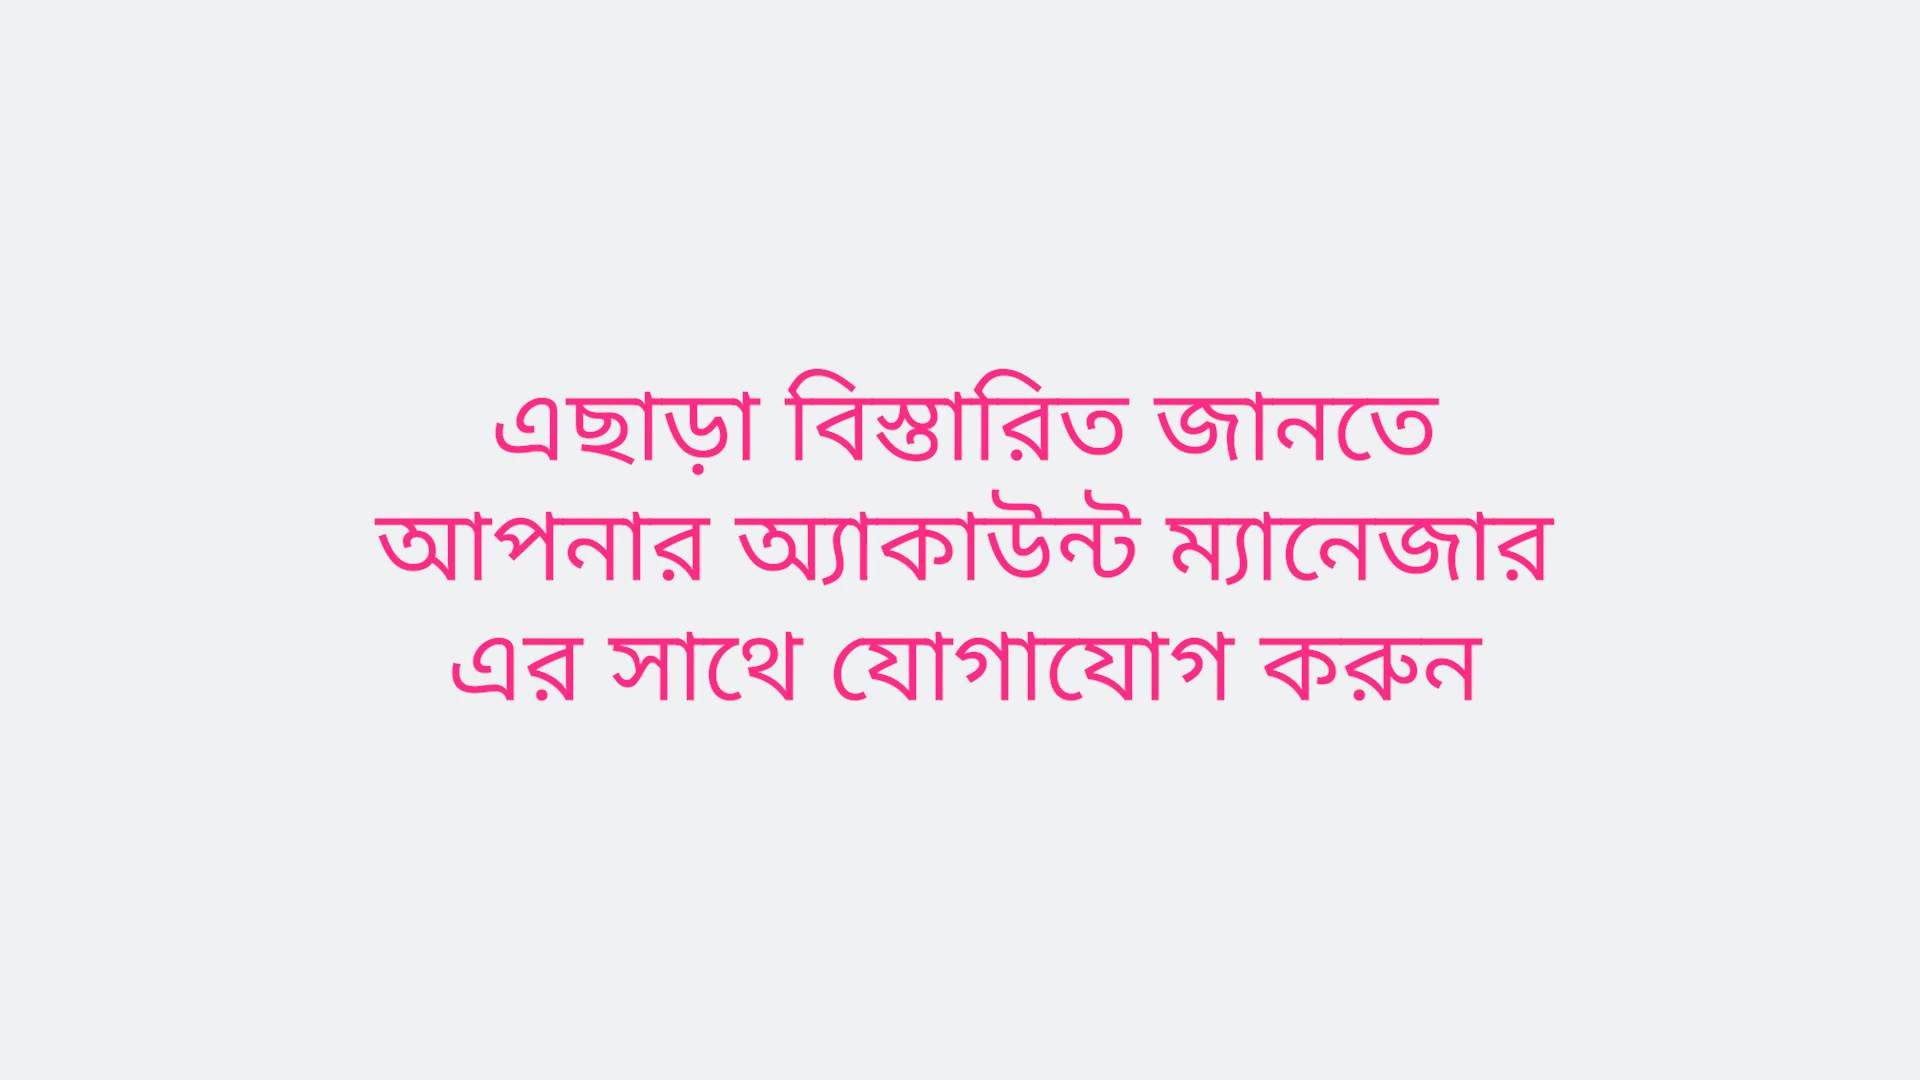 এছাড়া বিস্তারিত জানতে
আপনার অ্যাকাউন্ট ম্যানেজার
এর সাথে যোগাযোগ করুন